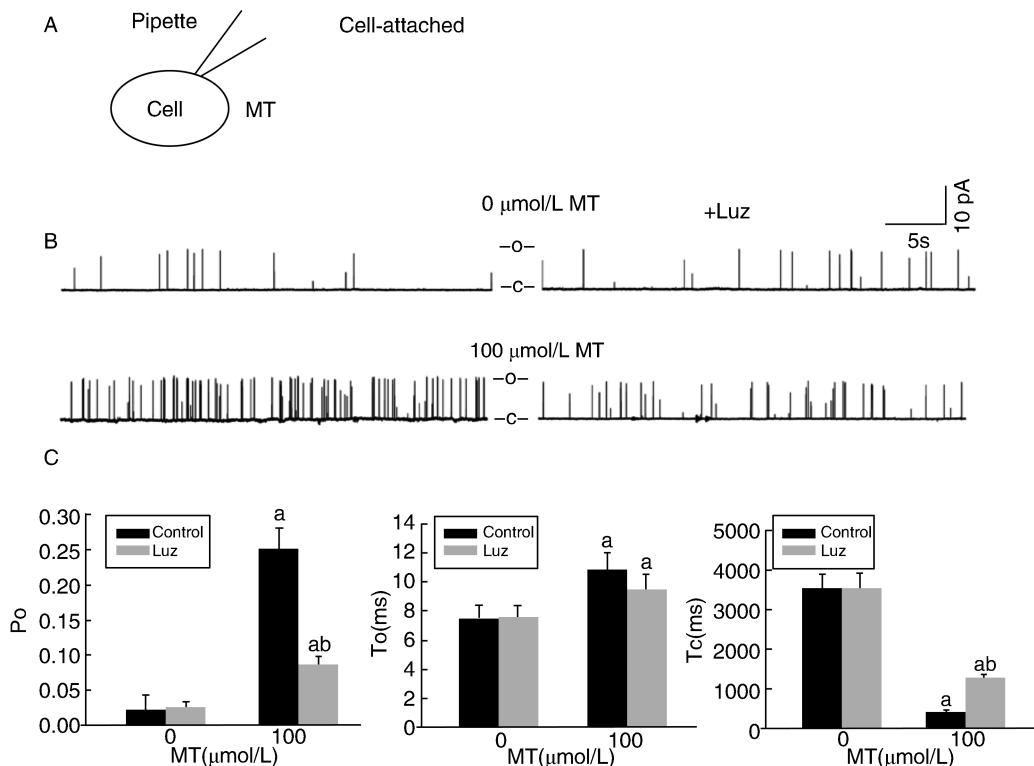 A
Pipette
Cell-attached
Cell
MT
0 μmol/L MT
+Luz
10 pA
5s
B
–o–
–c–
100 μmol/L MT
–o–
–c–
C
0.30
0.25
0.20
0.15
0.10
0.05
0.00
Po
Control
Luz
a
ab
0
100
MT(μmol/L)
14
12
10
8
6
4
2
0
To(ms)
Control
Luz
a
a
0
100
MT(μmol/L)
5000
4000
3000
2000
1000
0
Tc(ms)
Control
Luz
a
ab
0
100
MT(μmol/L)